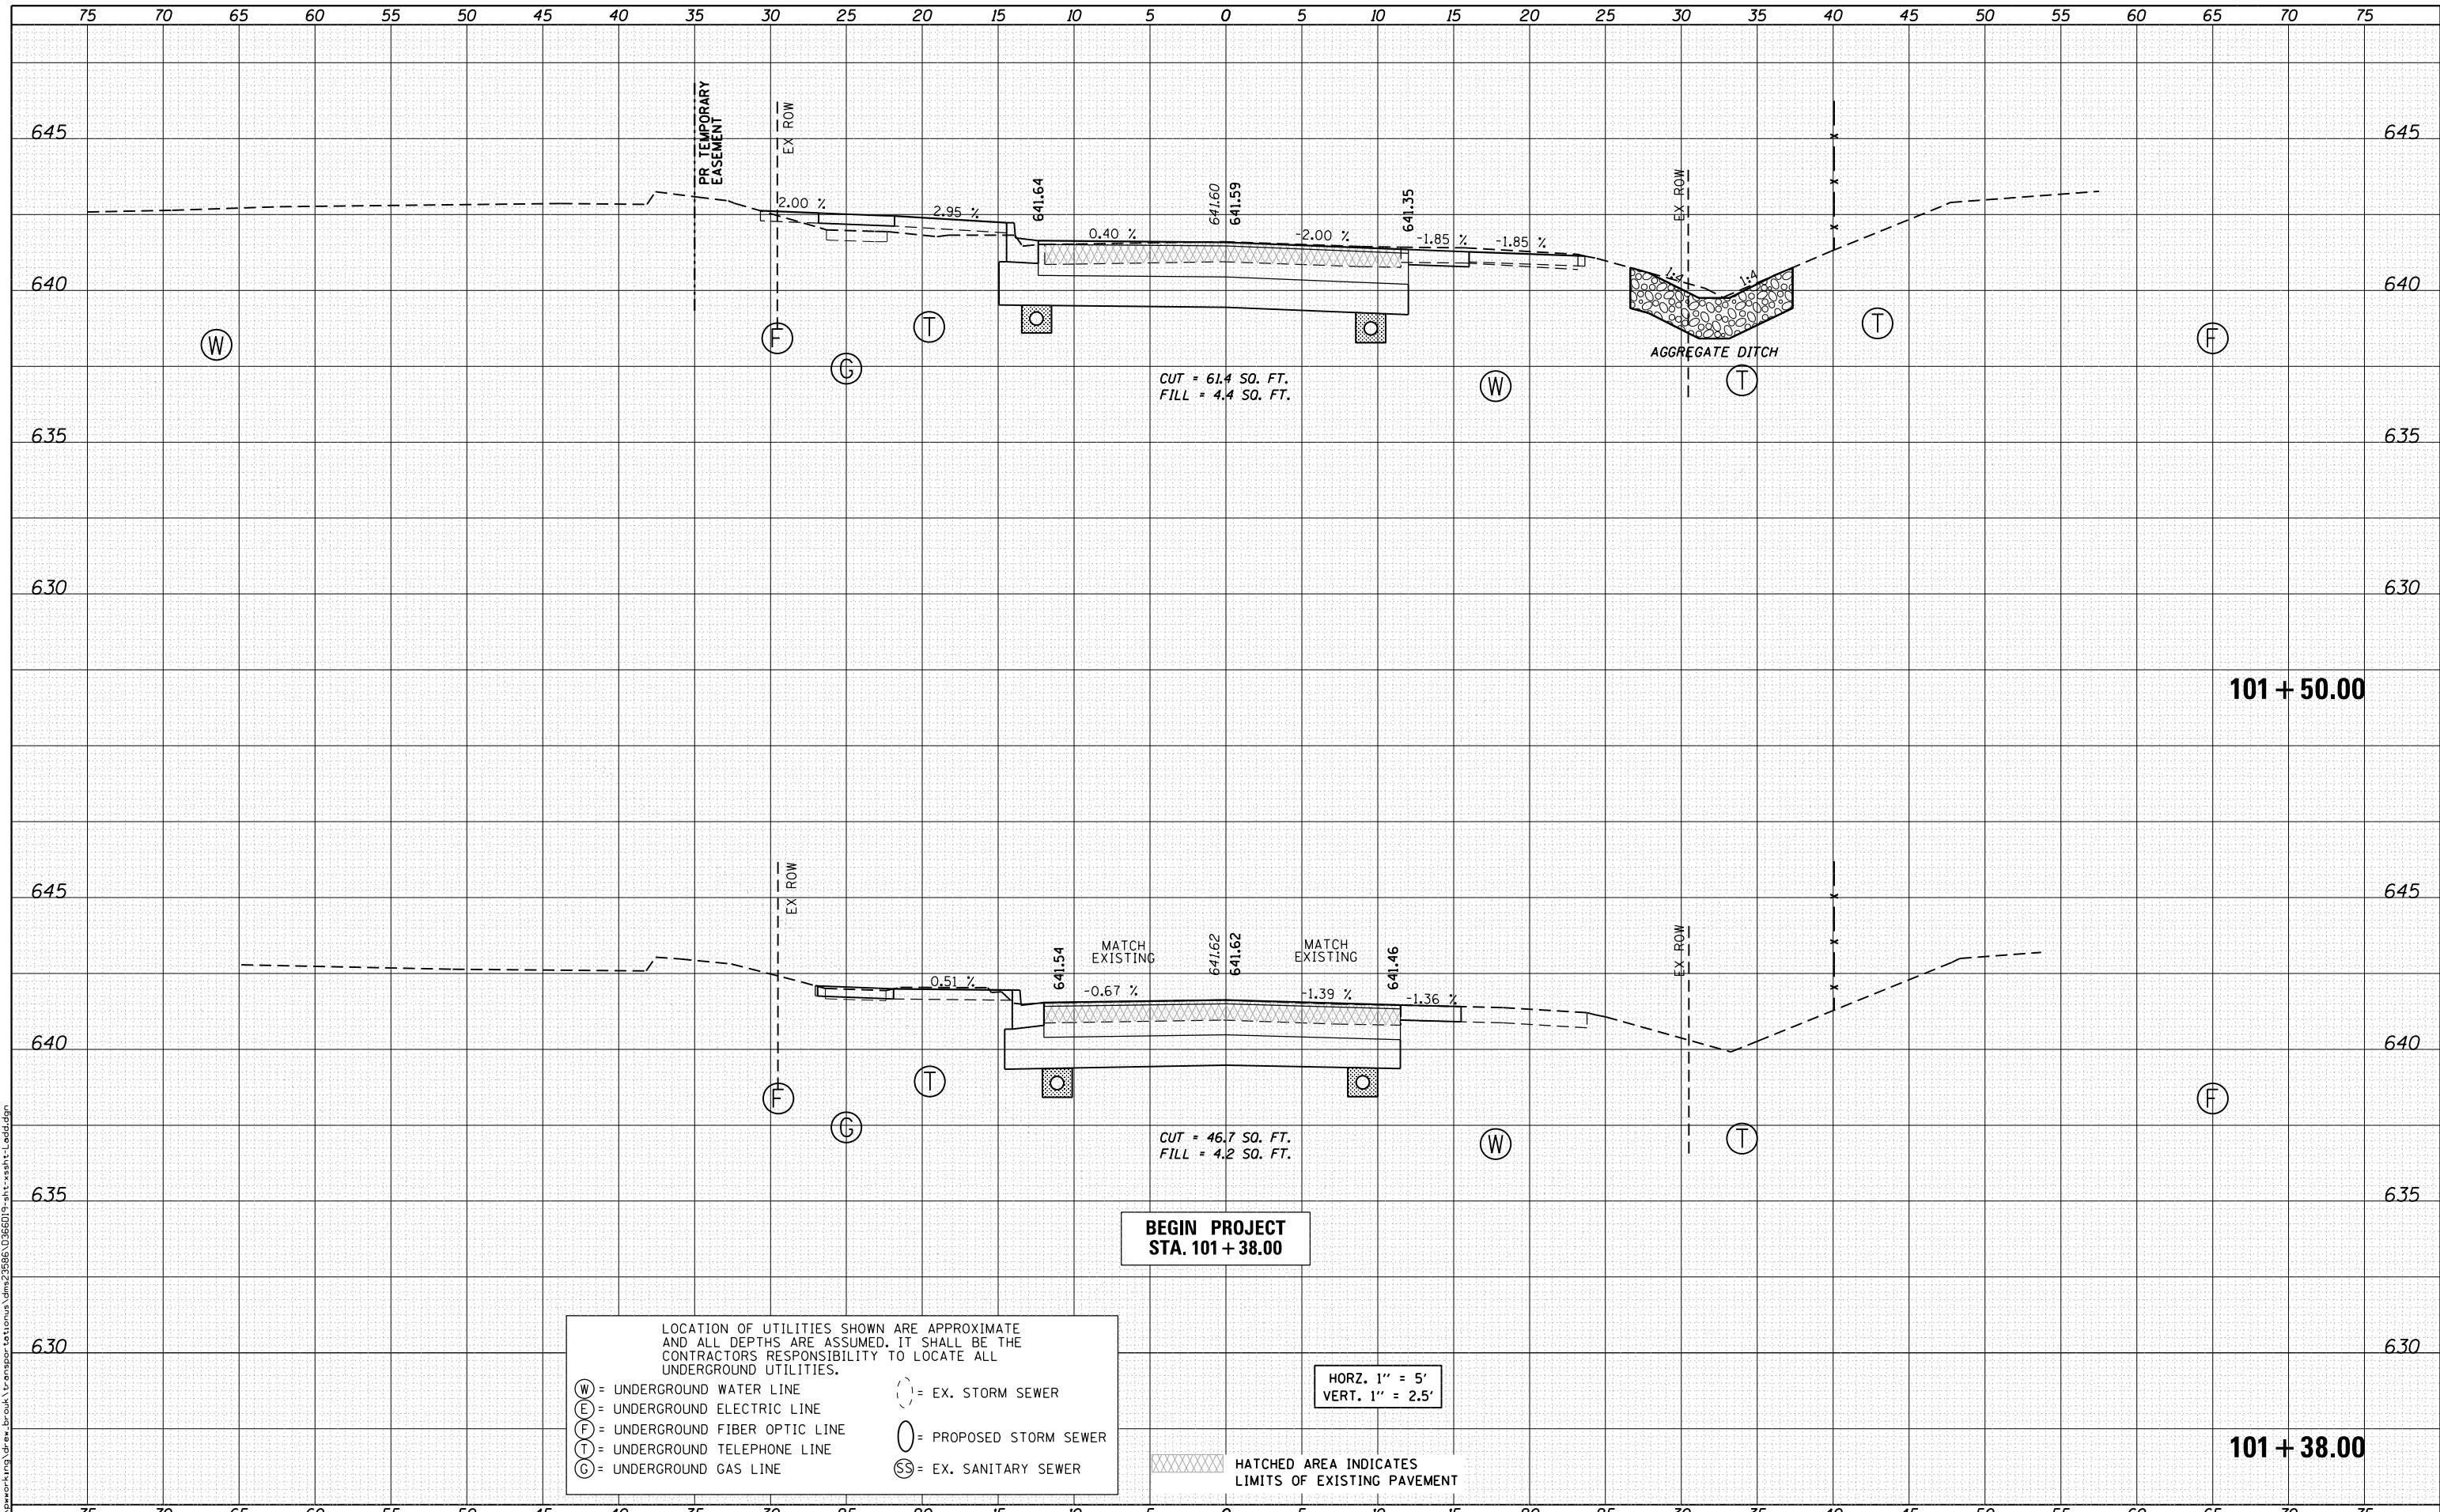 75 70 65 60 55 50 45 40 35 30 25 20 15 10 5 0 5 10 15 20 25 30 35 40 45 50 55 60 65 70 75
PR TEMPORARY
EASEMENT
EX ROW
EX ROW
645 645
641.64
641.60
641.59
641.35
2.00 %
2.95 %
0.40 %
-2.00 %
-1.85 %
-1.85 %
1:4
1:4
640 640
W
F
G
T
W
T
T
F
AGGREGATE DITCH
CUT = 61.4 SQ. FT.
FILL = 4.4 SQ. FT.
635 635
630 630
101 + 50.00
EX ROW
EX ROW
645 645
641.54
MATCH
EXISTING
641.62
641.62
MATCH
EXISTING
641.46
0.51 %
-0.67 %
-1.39 %
-1.36 %
640 640
F
G
T
W
T
F
CUT = 46.7 SQ. FT.
FILL = 4.2 SQ. FT.
635 635
BEGIN PROJECT
STA. 101 + 38.00
630 630
LOCATION OF UTILITIES SHOWN ARE APPROXIMATE
AND ALL DEPTHS ARE ASSUMED. IT SHALL BE THE
CONTRACTORS RESPONSIBILITY TO LOCATE ALL
UNDERGROUND UTILITIES.
W = UNDERGROUND WATER LINE
E = UNDERGROUND ELECTRIC LINE
F = UNDERGROUND FIBER OPTIC LINE
T = UNDERGROUND TELEPHONE LINE
G = UNDERGROUND GAS LINE
= EX. STORM SEWER
= PROPOSED STORM SEWER
SS = EX. SANITARY SEWER
HORZ. 1" = 5'
VERT. 1" = 2.5'
HATCHED AREA INDICATES
LIMITS OF EXISTING PAVEMENT
101 + 38.00